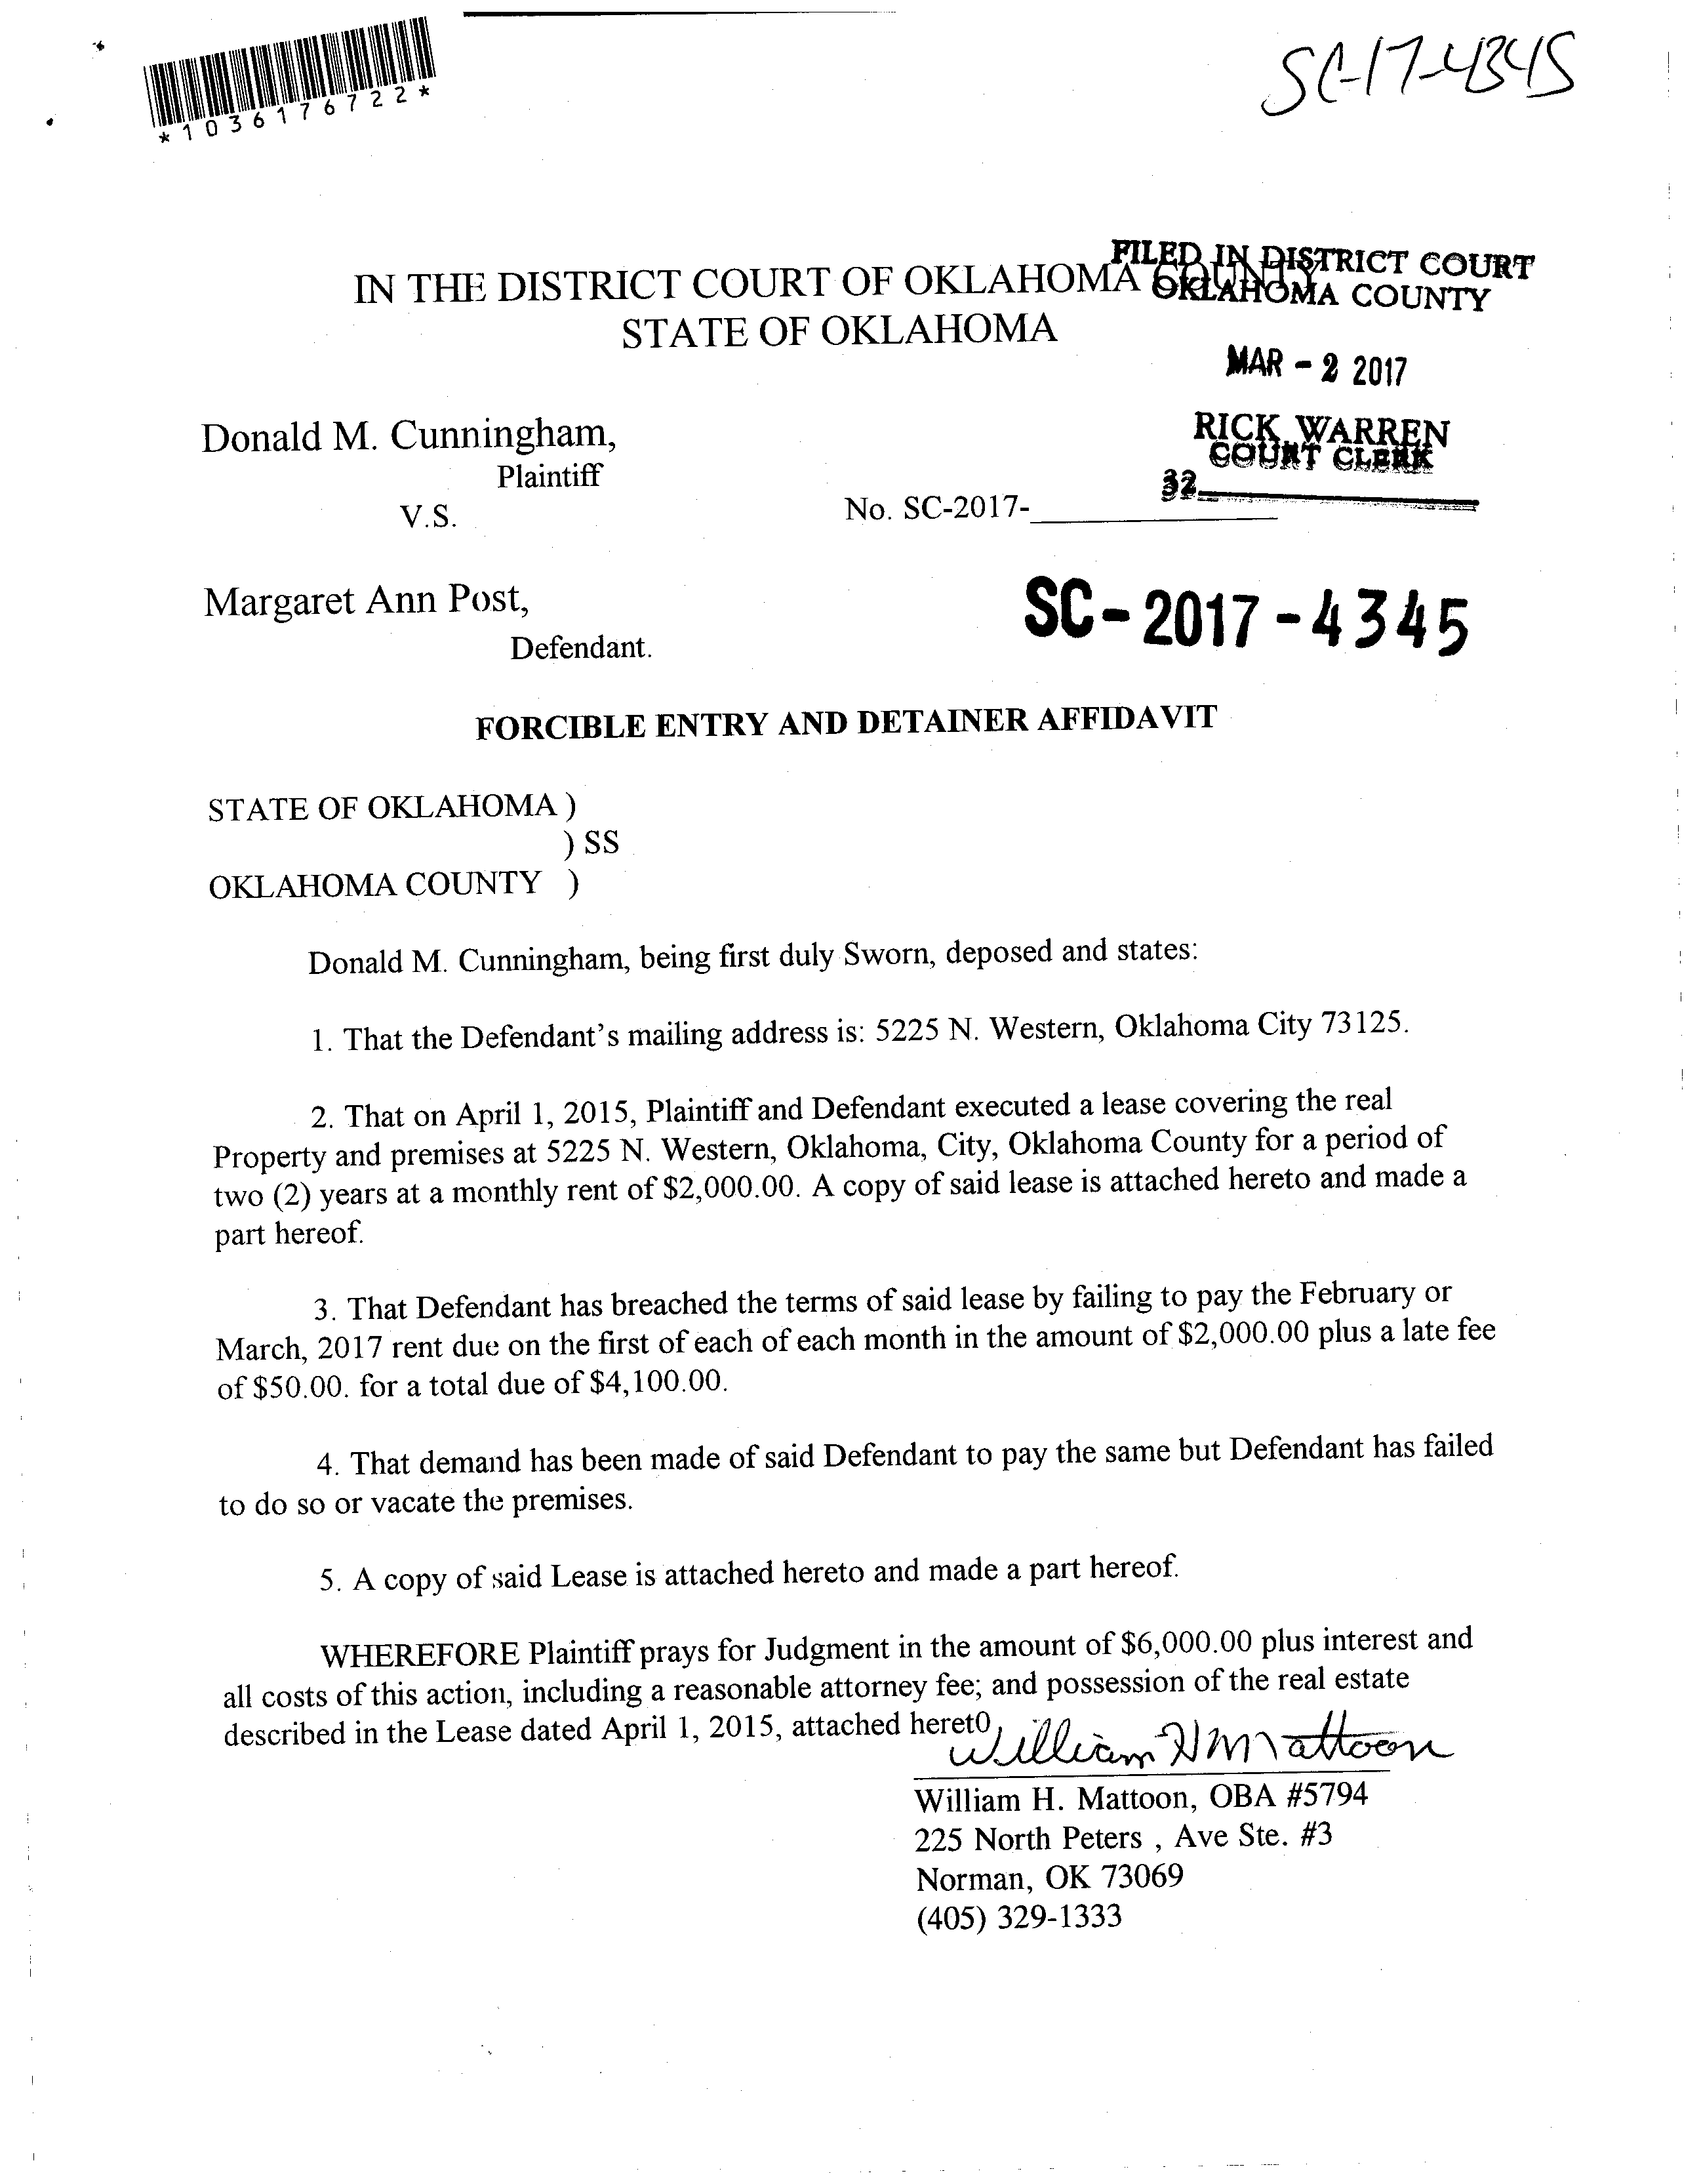 *1036176722*
SC-17-4345
FILED IN DISTRICT COURT
OKLAHOMA COUNTY
IN THE DISTRICT COURT OF OKLAHOMA COUNTY
STATE OF OKLAHOMA
MAR - 2 2017
RICK WARREN
COURT CLERK
32
Donald M. Cunningham,
Plaintiff
V.S.
No. SC-2017-
Margaret Ann Post,
Defendant.
SC-2017-4345
FORCIBLE ENTRY AND DETAINER AFFIDAVIT
STATE OF OKLAHOMA )
) SS
OKLAHOMA COUNTY )
Donald M. Cunningham, being first duly Sworn, deposed and states:
1. That the Defendant's mailing address is: 5225 N. Western, Oklahoma City 73125.
2. That on April 1, 2015, Plaintiff and Defendant executed a lease covering the real
Property and premises at 5225 N. Western, Oklahoma, City, Oklahoma County for a period of
two (2) years at a monthly rent of $2,000.00. A copy of said lease is attached hereto and made a
part hereof.
3. That Defendant has breached the terms of said lease by failing to pay the February or
March, 2017 rent due on the first of each of each month in the amount of $2,000.00 plus a late fee
of $50.00. for a total due of $4,100.00.
4. That demand has been made of said Defendant to pay the same but Defendant has failed
to do so or vacate the premises.
5. A copy of said Lease is attached hereto and made a part hereof.
WHEREFORE Plaintiff prays for Judgment in the amount of $6,000.00 plus interest and
all costs of this action, including a reasonable attorney fee; and possession of the real estate
described in the Lease dated April 1, 2015, attached heret0,
William H Mattoon
William H. Mattoon, OBA #5794
225 North Peters , Ave Ste. #3
Norman, OK 73069
(405) 329-1333